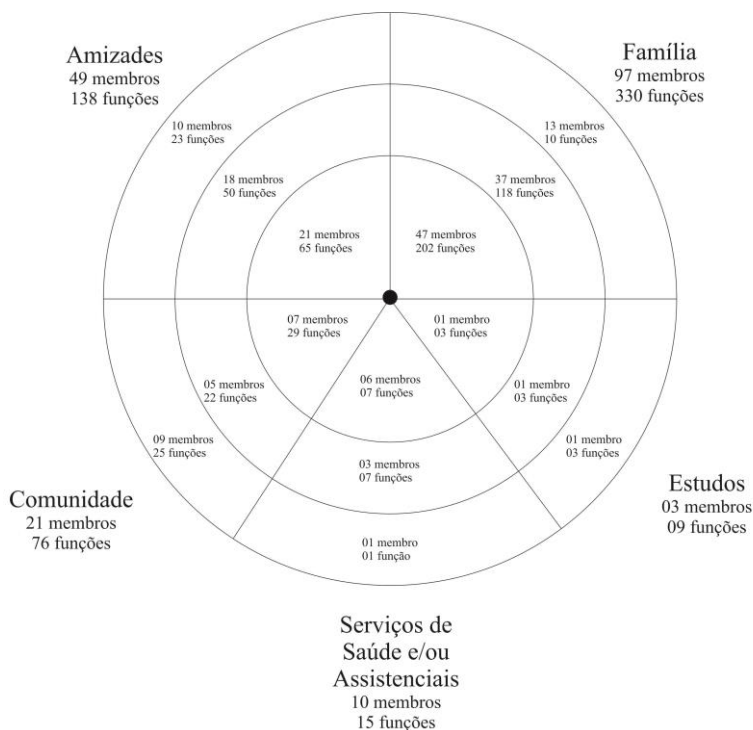 Amizades
49 membros
138 funções
Família
97 membros
330 funções
10 membros
23 funções
13 membros
10 funções
18 membros
50 funções
37 membros
118 funções
21 membros
65 funções
47 membros
202 funções
07 membros
29 funções
01 membro
03 funções
06 membros
07 funções
05 membros
22 funções
01 membro
03 funções
09 membros
25 funções
01 membro
03 funções
03 membros
07 funções
Comunidade
21 membros
76 funções
Estudos
03 membros
09 funções
01 membro
01 função
Serviços de
Saúde e/ou
Assistenciais
10 membros
15 funções